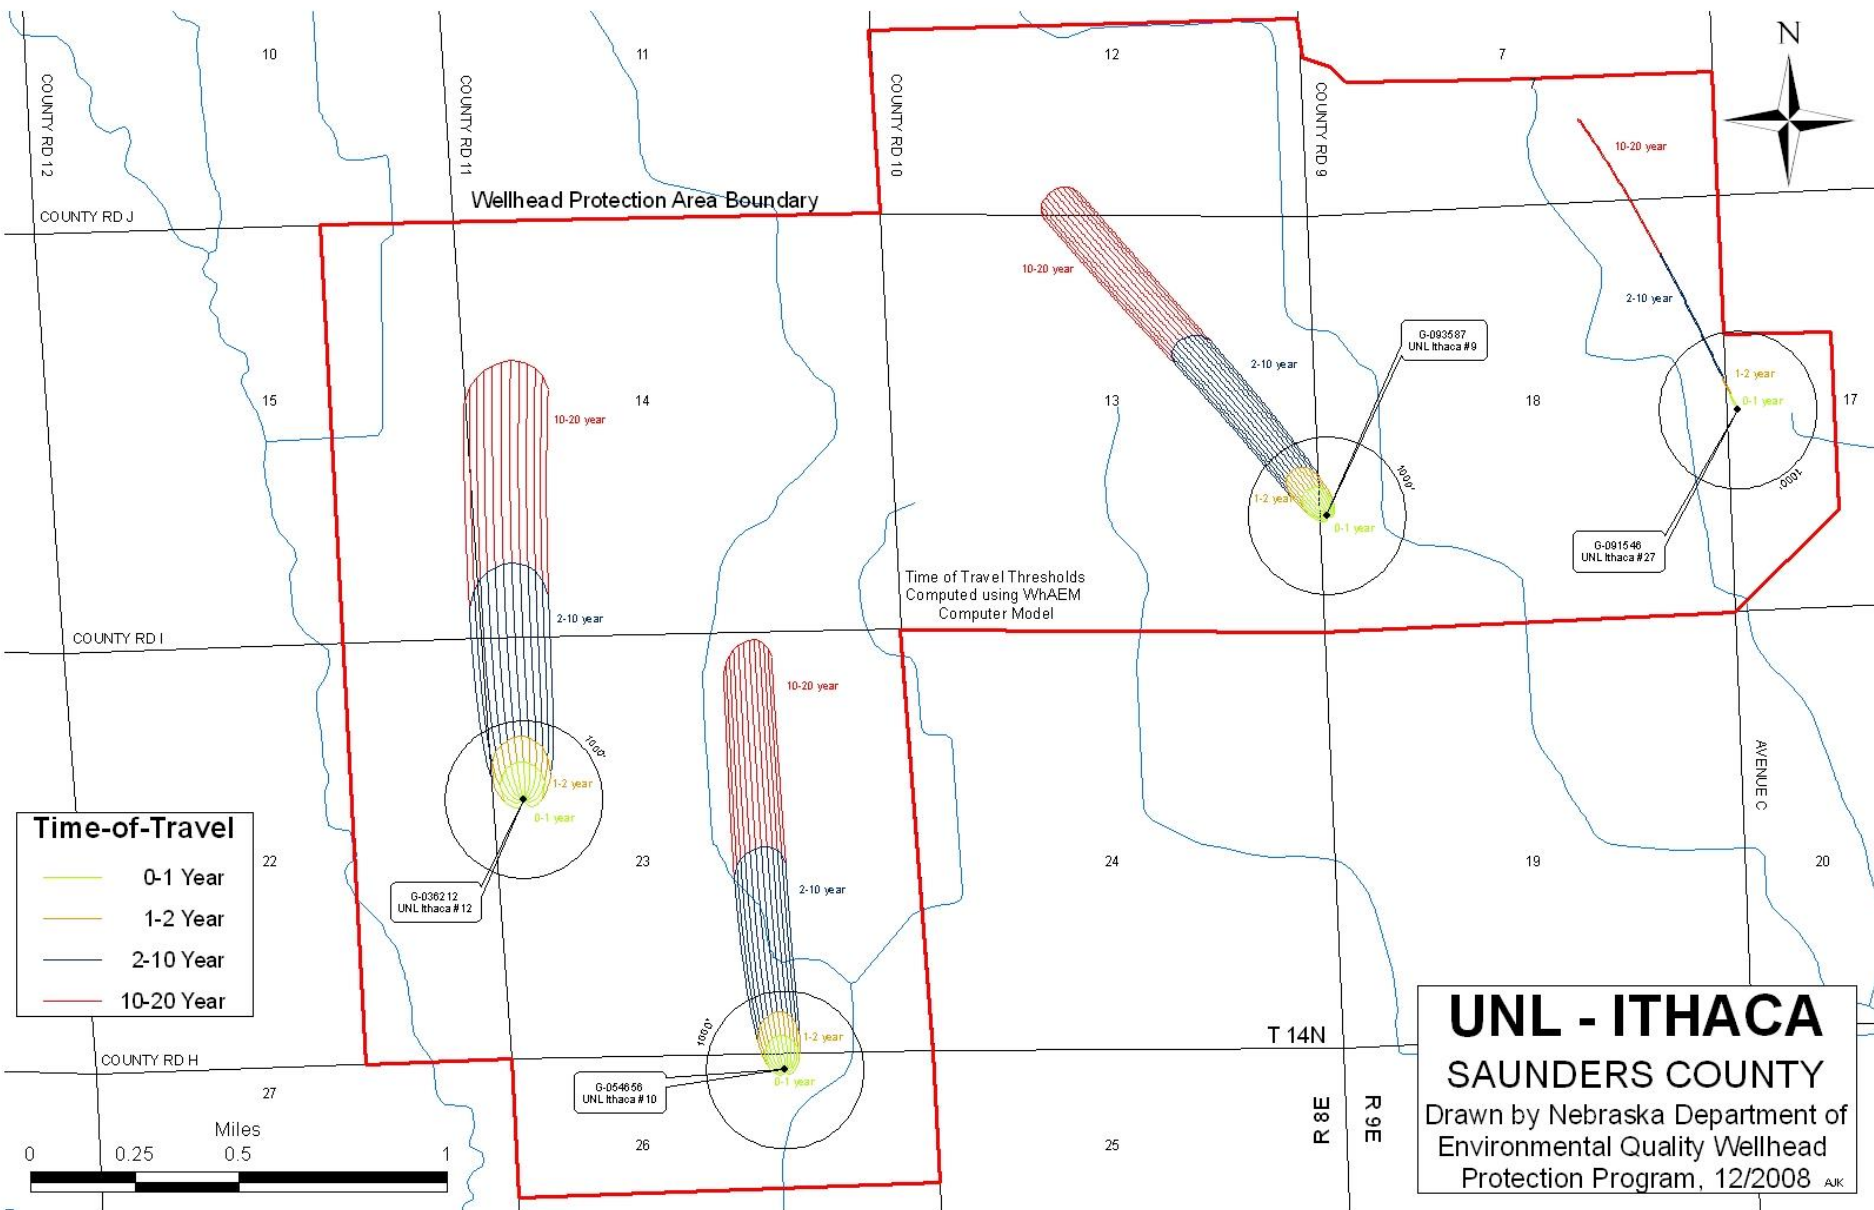 10
11
12
7
7
N
COUNTY RD 12
COUNTY RD 11
COUNTY RD 10
COUNTY RD 9
10-20 year
Wellhead Protection Area Boundary
COUNTY RD J
10-20 year
2-10 year
G-093587
UNL Ithaca #9
2-10 year
1-2 year
0-1 year
15
14
13
18
17
10-20 year
1000'
1000'
1-2 year
0-1 year
G-091546
UNL Ithaca #27
Time of Travel Thresholds
Computed using WhAEM
Computer Model
2-10 year
COUNTY RD I
10-20 year
1000'
AVENUE C
1-2 year
0-1 year
Time-of-Travel
0-1 Year
1-2 Year
2-10 Year
10-20 Year
22
23
24
19
20
G-036212
UNL Ithaca #12
2-10 year
1000'
1-2 year
0-1 year
COUNTY RD H
G-054656
UNL Ithaca #10
T 14N
R 8E
R 9E
27
26
25
Miles
0
0.25
0.5
1
UNL - ITHACA
SAUNDERS COUNTY
Drawn by Nebraska Department of
Environmental Quality Wellhead
Protection Program, 12/2008 AJK